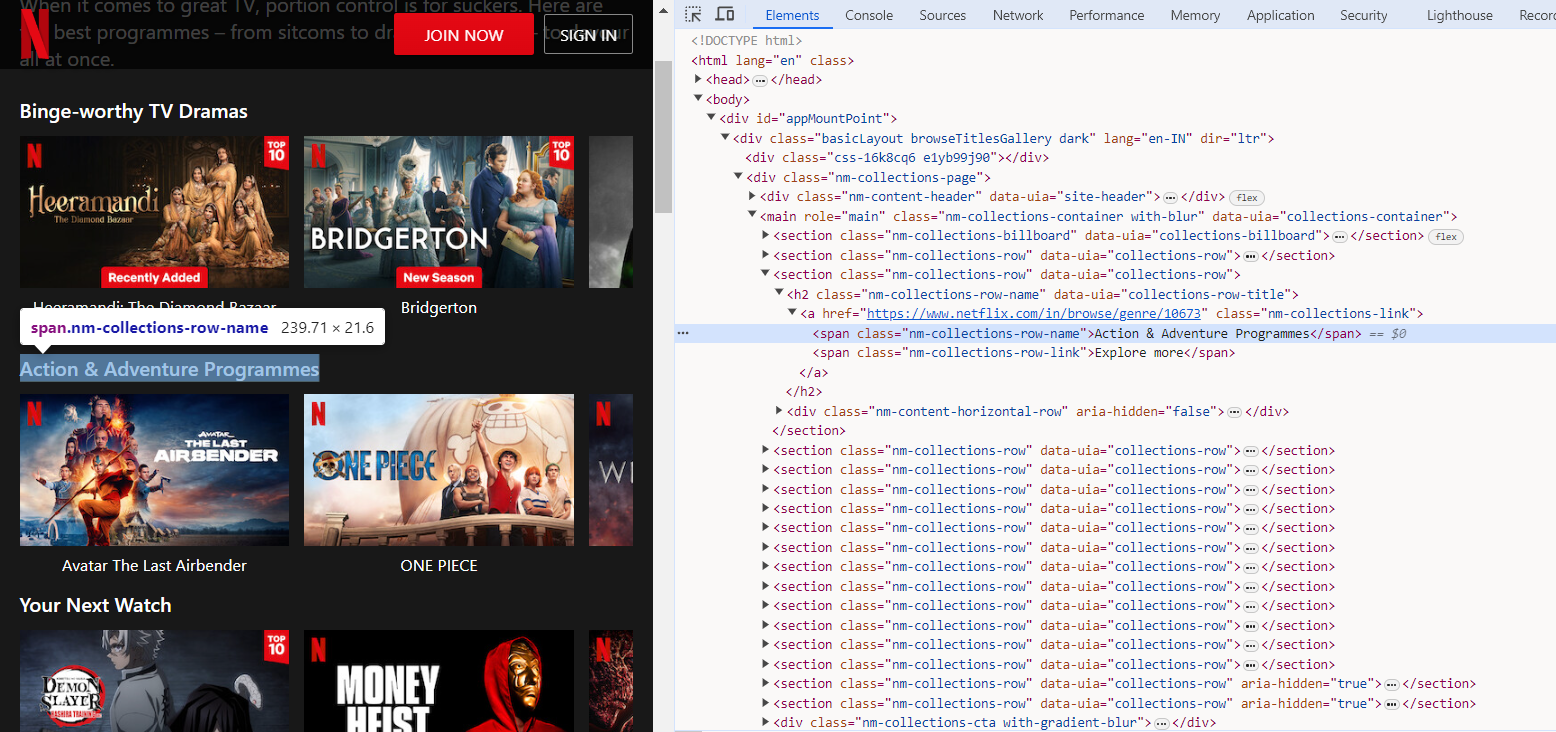 When it comes to great TV, portion control is for suckers. Here are
best programmes – from sitcoms to
all at once.
JOIN NOW
SIGN IN
Binge-worthy TV Dramas
N
TOP
10
Heeramandi
The Diamond Bazaar
Recently Added
N
TOP
10
BRIDGERTON
New Season
Heeramandi: The Diamond Bazaar
Bridgerton
span.nm-collections-row-name 239.71 × 21.6
Action & Adventure Programmes
N
AVATAR
THE LAST
AIRBENDER
N
ONE PIECE
N
Avatar The Last Airbender
ONE PIECE
Your Next Watch
TOP
10
DEMON
SLAYER
HASHIRA TRAINING
N
MONEY
HEIST
N
Elements Console Sources Network Performance Memory Application Security Lighthouse Recor
<!DOCTYPE html>
<html lang="en" class>
<head> ⋯ </head>
<body>
<div id="appMountPoint">
<div class="basicLayout browseTitlesGallery dark" lang="en-IN" dir="ltr">
<div class="css-16k8cq6 e1yb99j90"></div>
<div class="nm-collections-page">
<div class="nm-content-header" data-uia="site-header"> ⋯ </div> flex
<main role="main" class="nm-collections-container with-blur" data-uia="collections-container">
<section class="nm-collections-billboard" data-uia="collections-billboard"> ⋯ </section> flex
<section class="nm-collections-row" data-uia="collections-row"> ⋯ </section>
<section class="nm-collections-row" data-uia="collections-row">
<h2 class="nm-collections-row-name" data-uia="collections-row-title">
<a href="https://www.netflix.com/in/browse/genre/10673" class="nm-collections-link">
<span class="nm-collections-row-name">Action & Adventure Programmes</span> == $0
<span class="nm-collections-row-link">Explore more</span>
</a>
</h2>
<div class="nm-content-horizontal-row" aria-hidden="false"> ⋯ </div>
</section>
<section class="nm-collections-row" data-uia="collections-row"> ⋯ </section>
<section class="nm-collections-row" data-uia="collections-row"> ⋯ </section>
<section class="nm-collections-row" data-uia="collections-row"> ⋯ </section>
<section class="nm-collections-row" data-uia="collections-row"> ⋯ </section>
<section class="nm-collections-row" data-uia="collections-row"> ⋯ </section>
<section class="nm-collections-row" data-uia="collections-row"> ⋯ </section>
<section class="nm-collections-row" data-uia="collections-row"> ⋯ </section>
<section class="nm-collections-row" data-uia="collections-row"> ⋯ </section>
<section class="nm-collections-row" data-uia="collections-row"> ⋯ </section>
<section class="nm-collections-row" data-uia="collections-row"> ⋯ </section>
<section class="nm-collections-row" data-uia="collections-row"> ⋯ </section>
<section class="nm-collections-row" data-uia="collections-row"> ⋯ </section>
<section class="nm-collections-row" data-uia="collections-row" aria-hidden="true"> ⋯ </section>
<section class="nm-collections-row" data-uia="collections-row" aria-hidden="true"> ⋯ </section>
<div class="nm-collections-cta with-gradient-blur"> ⋯ </div>